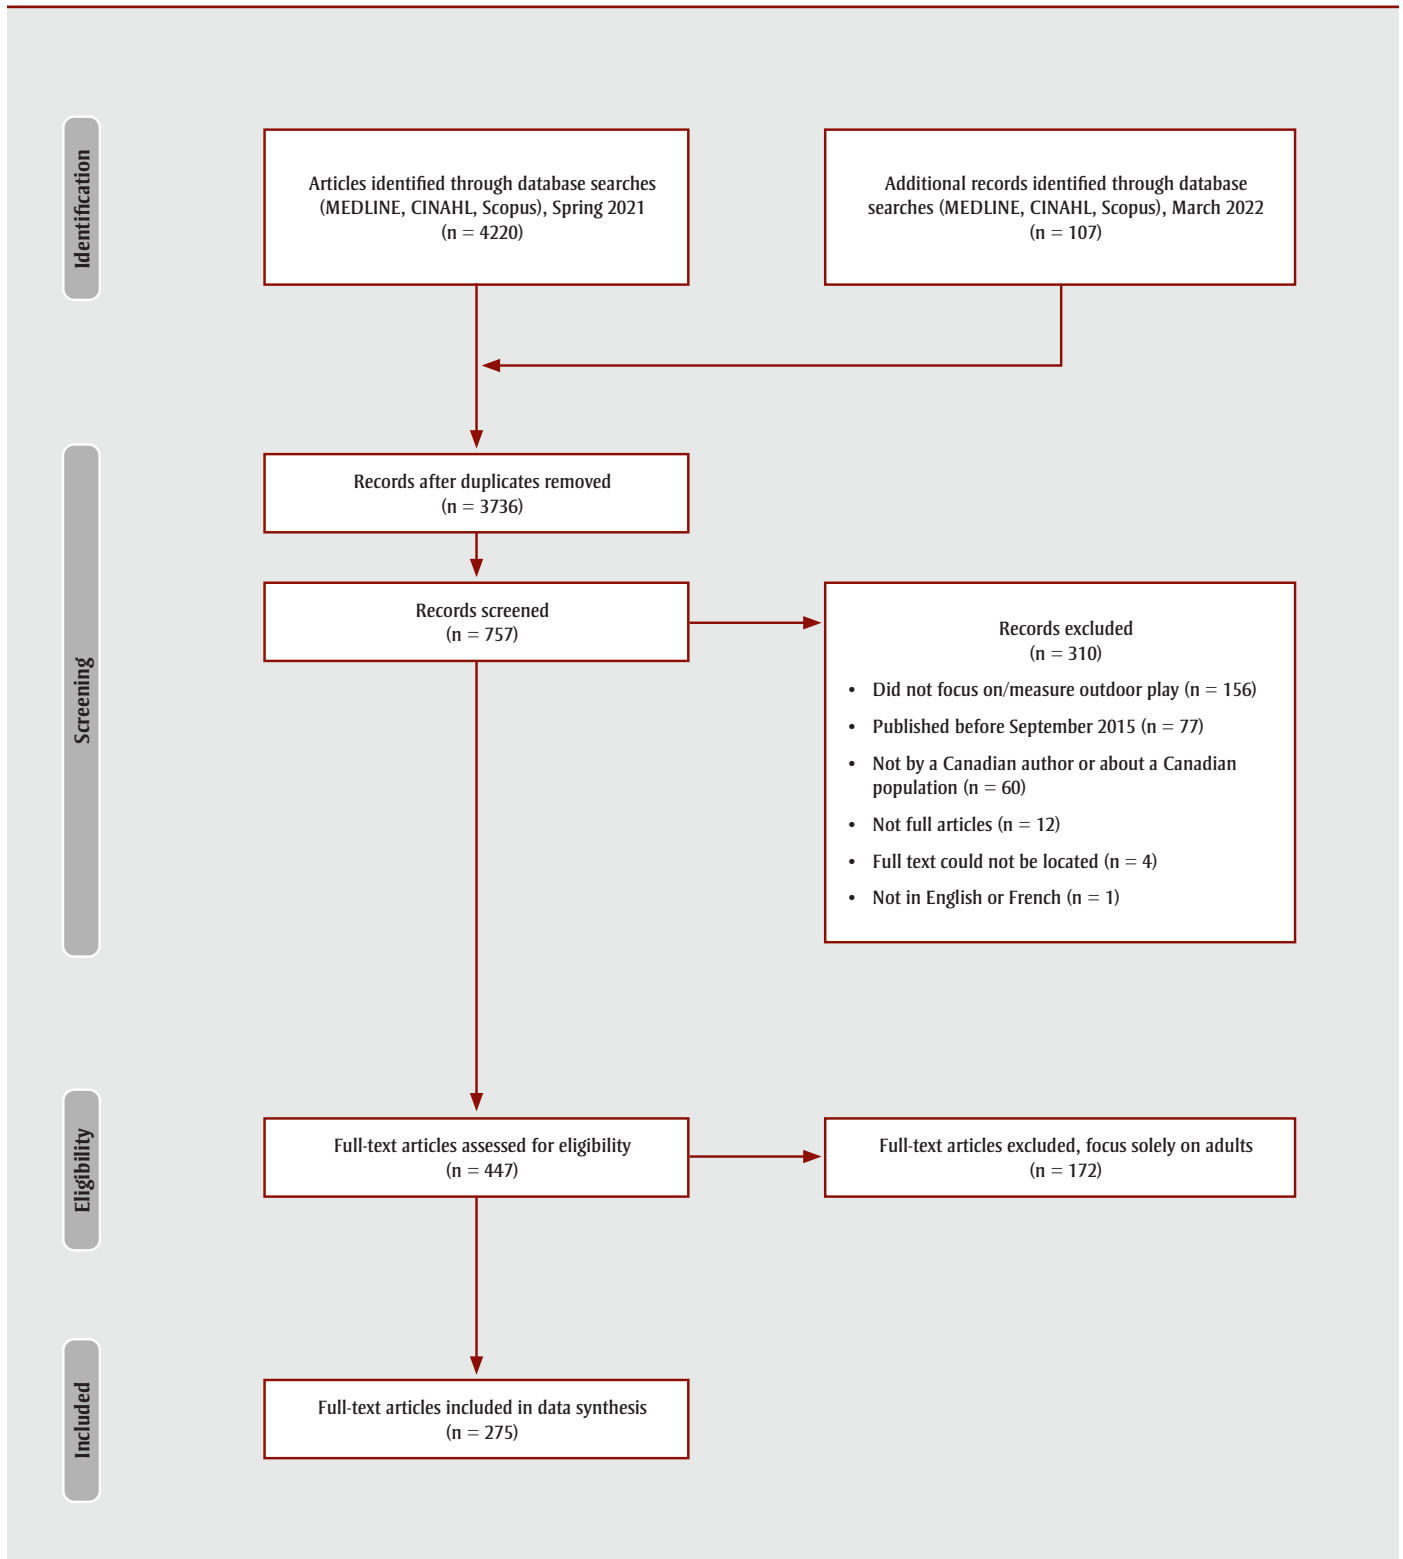 Identification
Articles identified through database searches
(MEDLINE, CINAHL, Scopus), Spring 2021
(n = 4220)
Additional records identified through database
searches (MEDLINE, CINAHL, Scopus), March 2022
(n = 107)
Screening
Records after duplicates removed
(n = 3736)
Records screened
(n = 757)
Records excluded
(n = 310)
• Did not focus on/measure outdoor play (n = 156)
• Published before September 2015 (n = 77)
• Not by a Canadian author or about a Canadian
population (n = 60)
• Not full articles (n = 12)
• Full text could not be located (n = 4)
• Not in English or French (n = 1)
Eligibility
Full-text articles assessed for eligibility
(n = 447)
Full-text articles excluded, focus solely on adults
(n = 172)
Included
Full-text articles included in data synthesis
(n = 275)